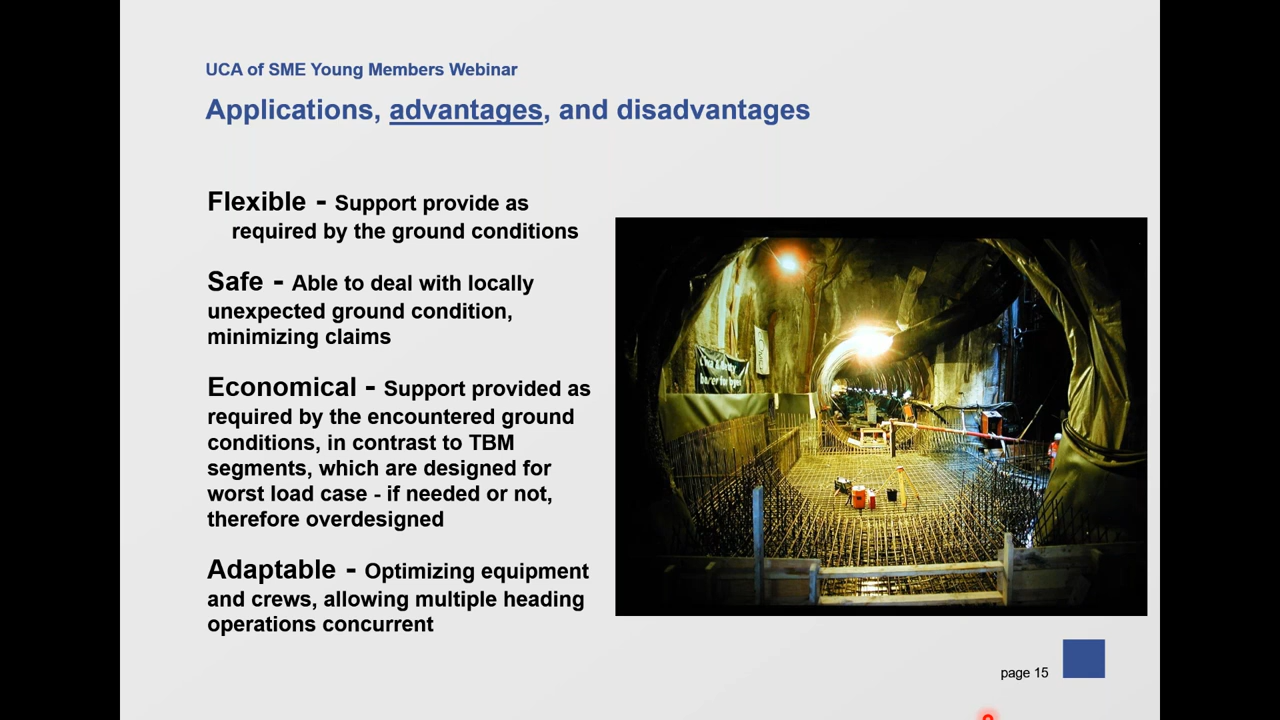 UCA of SME Young Members Webinar
Applications, advantages, and disadvantages
Flexible - Support provide as
required by the ground conditions
Safe - Able to deal with locally
unexpected ground condition,
minimizing claims
Economical - Support provided as
required by the encountered ground
conditions, in contrast to TBM
segments, which are designed for
worst load case - if needed or not,
therefore overdesigned
Adaptable - Optimizing equipment
and crews, allowing multiple heading
operations concurrent
page 15